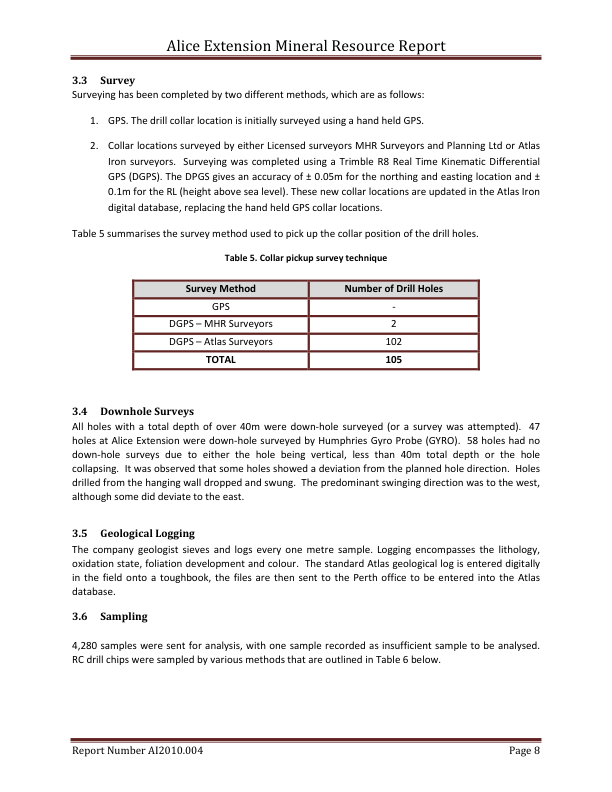 Alice Extension Mineral Resource Report
3.3 Survey
Surveying has been completed by two different methods, which are as follows:
1. GPS. The drill collar location is initially surveyed using a hand held GPS.
2. Collar locations surveyed by either Licensed surveyors MHR Surveyors and Planning Ltd or Atlas
Iron surveyors. Surveying was completed using a Trimble R8 Real Time Kinematic Differential
GPS (DGPS). The DPGS gives an accuracy of ± 0.05m for the northing and easting location and ±
0.1m for the RL (height above sea level). These new collar locations are updated in the Atlas Iron
digital database, replacing the hand held GPS collar locations.
Table 5 summarises the survey method used to pick up the collar position of the drill holes.
Table 5. Collar pickup survey technique
Survey Method Number of Drill Holes
GPS -
DGPS – MHR Surveyors 2
DGPS – Atlas Surveyors 102
TOTAL 105
3.4 Downhole Surveys
All holes with a total depth of over 40m were down-hole surveyed (or a survey was attempted). 47
holes at Alice Extension were down-hole surveyed by Humphries Gyro Probe (GYRO). 58 holes had no
down-hole surveys due to either the hole being vertical, less than 40m total depth or the hole
collapsing. It was observed that some holes showed a deviation from the planned hole direction. Holes
drilled from the hanging wall dropped and swung. The predominant swinging direction was to the west,
although some did deviate to the east.
3.5 Geological Logging
The company geologist sieves and logs every one metre sample. Logging encompasses the lithology,
oxidation state, foliation development and colour. The standard Atlas geological log is entered digitally
in the field onto a toughbook, the files are then sent to the Perth office to be entered into the Atlas
database.
3.6 Sampling
4,280 samples were sent for analysis, with one sample recorded as insufficient sample to be analysed.
RC drill chips were sampled by various methods that are outlined in Table 6 below.
Report Number AI2010.004 Page 8